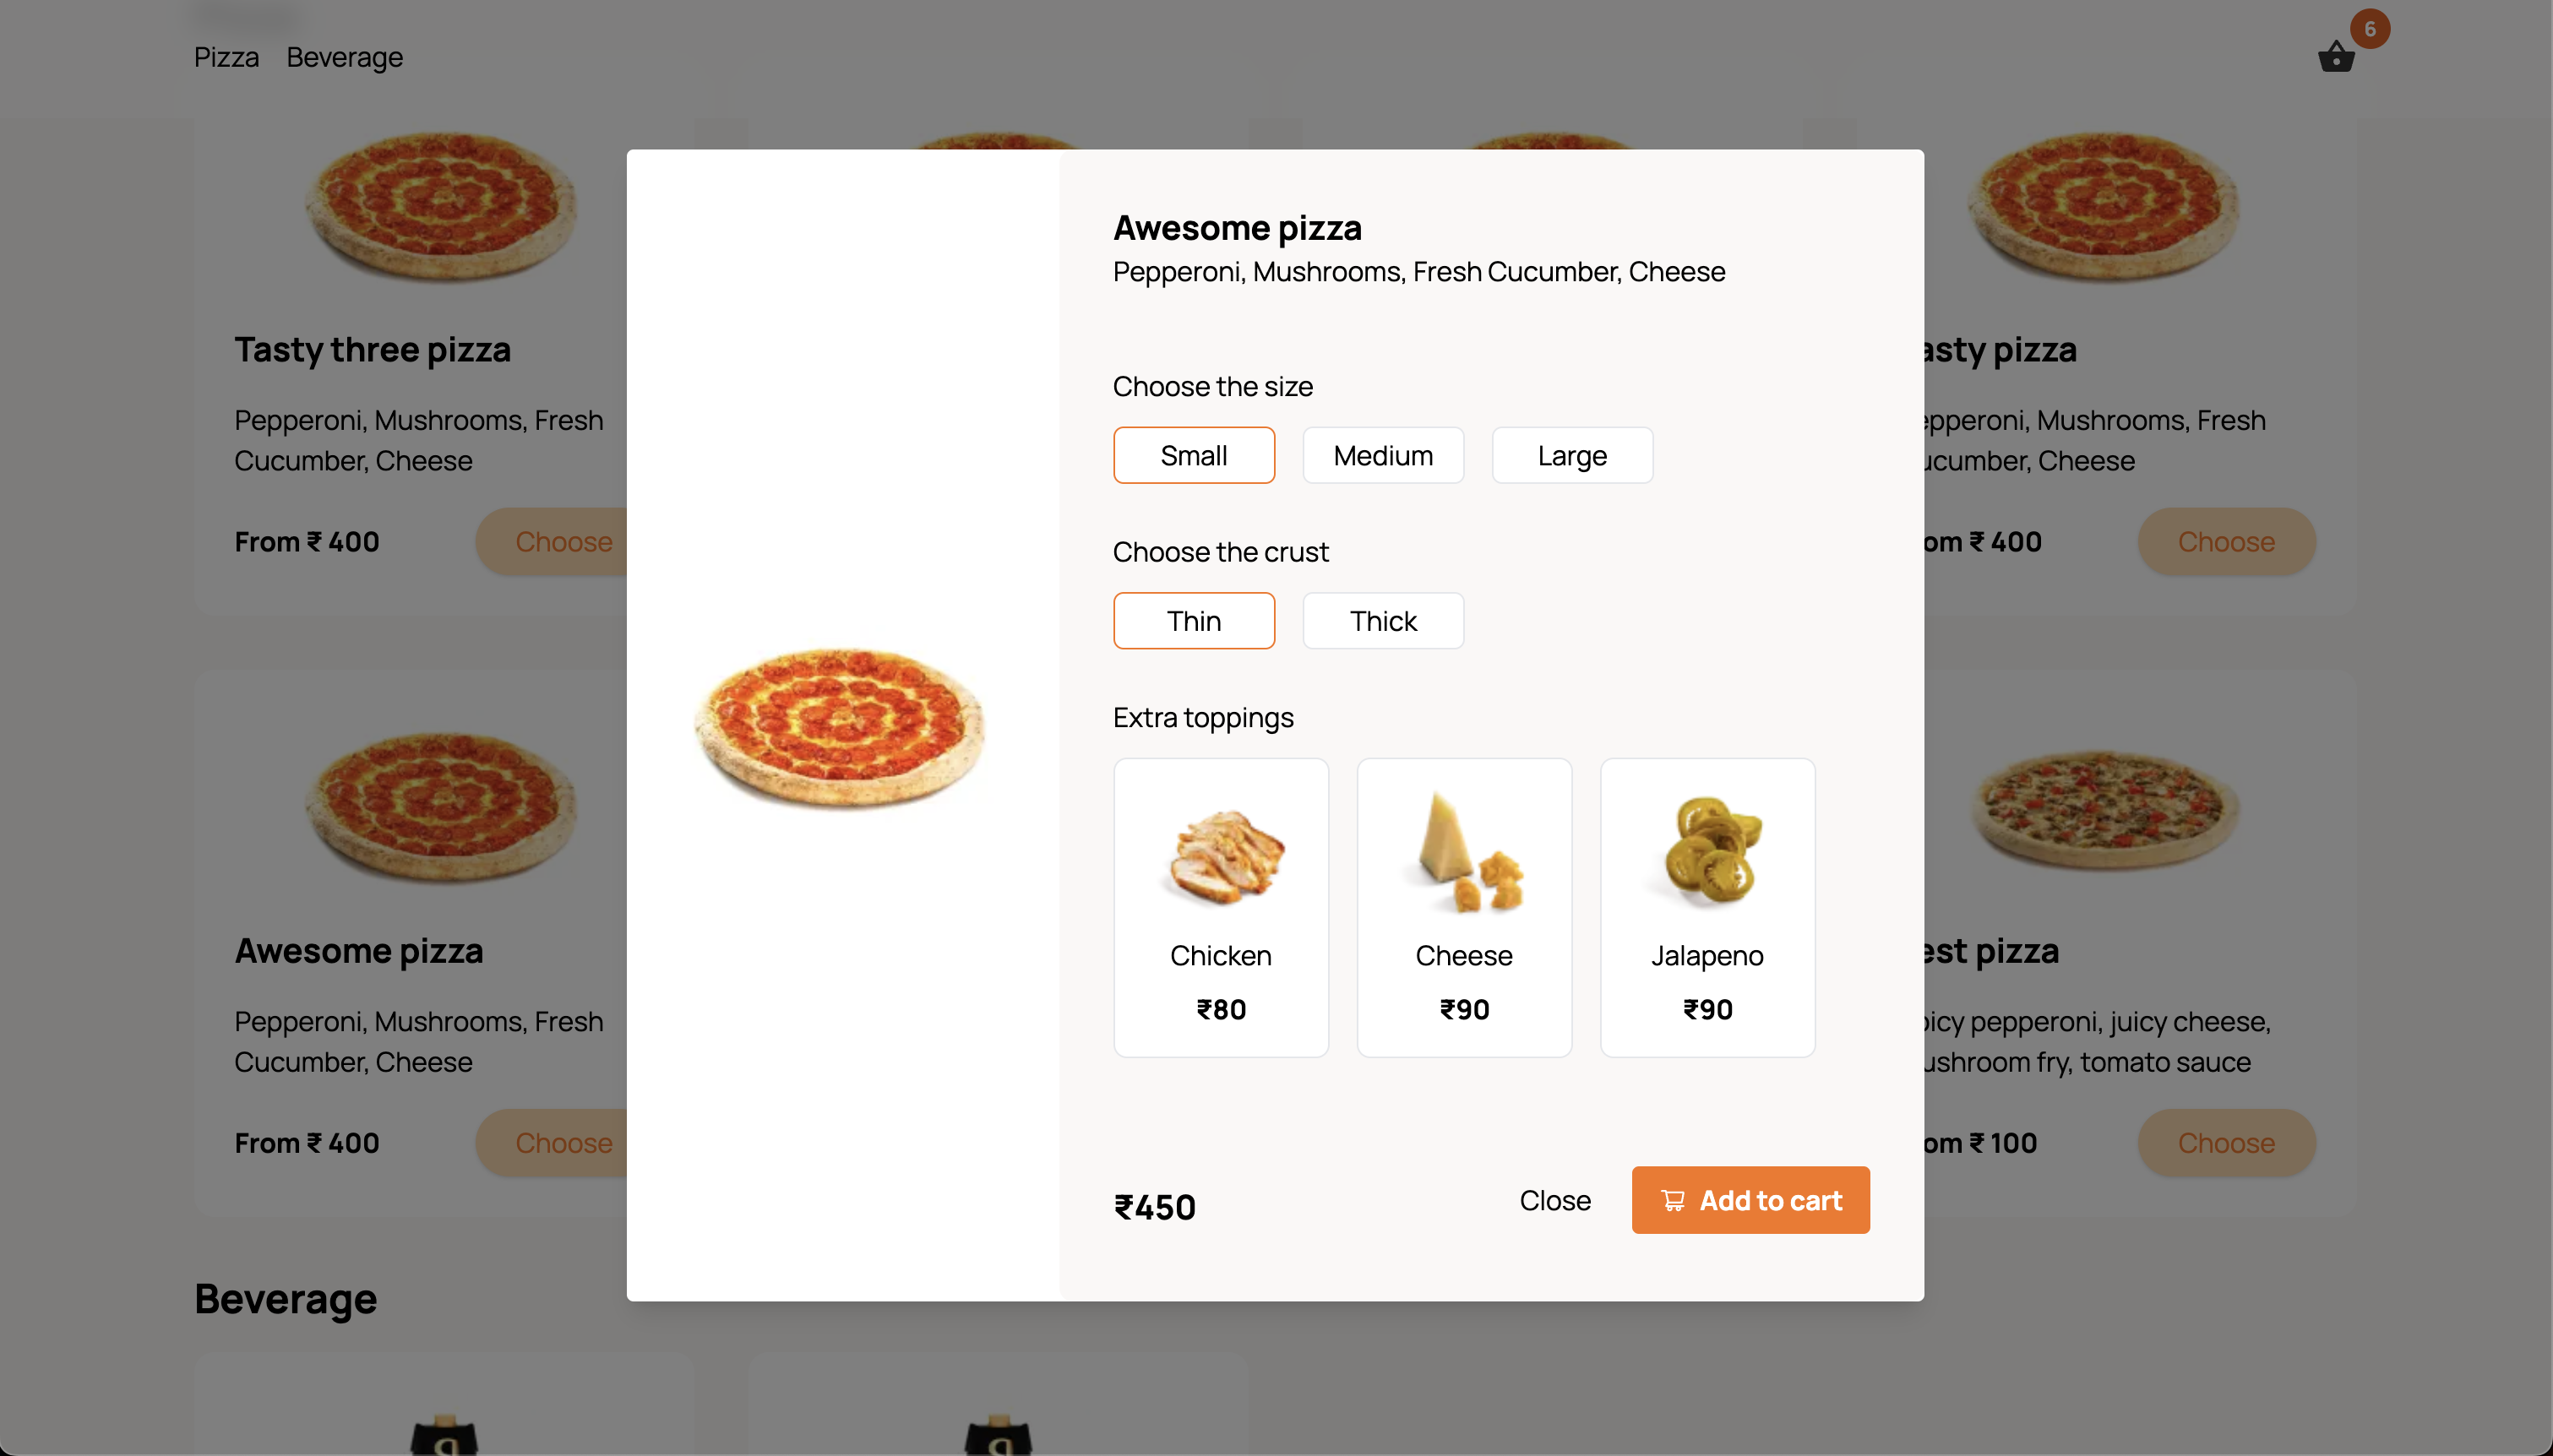 Pizza Beverage
6
Tasty three pizza
Pepperoni, Mushrooms, Fresh
Cucumber, Cheese
From ₹ 400
Choose
Awesome pizza
Pepperoni, Mushrooms, Fresh
Cucumber, Cheese
From ₹ 400
Choose
Awesome pizza
Pepperoni, Mushrooms, Fresh Cucumber, Cheese
Choose the size
Small Medium Large
Choose the crust
Thin Thick
Extra toppings
Chicken Cheese Jalapeno
₹80 ₹90 ₹90
₹450
Close Add to cart
asty pizza
epperoni, Mushrooms, Fresh
ucumber, Cheese
om ₹ 400
Choose
est pizza
icy pepperoni, juicy cheese,
ushroom fry, tomato sauce
om ₹ 100
Choose
Beverage